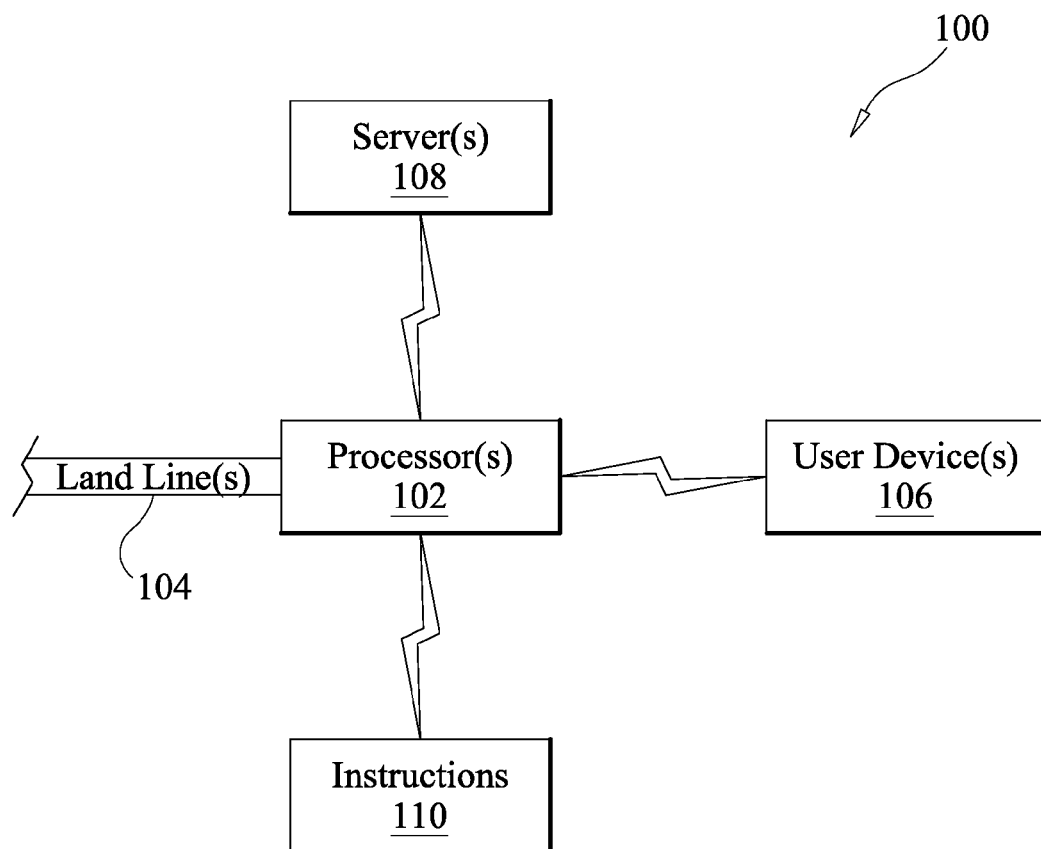 100
Server(s)
108
Land Line(s)
104
Processor(s)
102
User Device(s)
106
Instructions
110